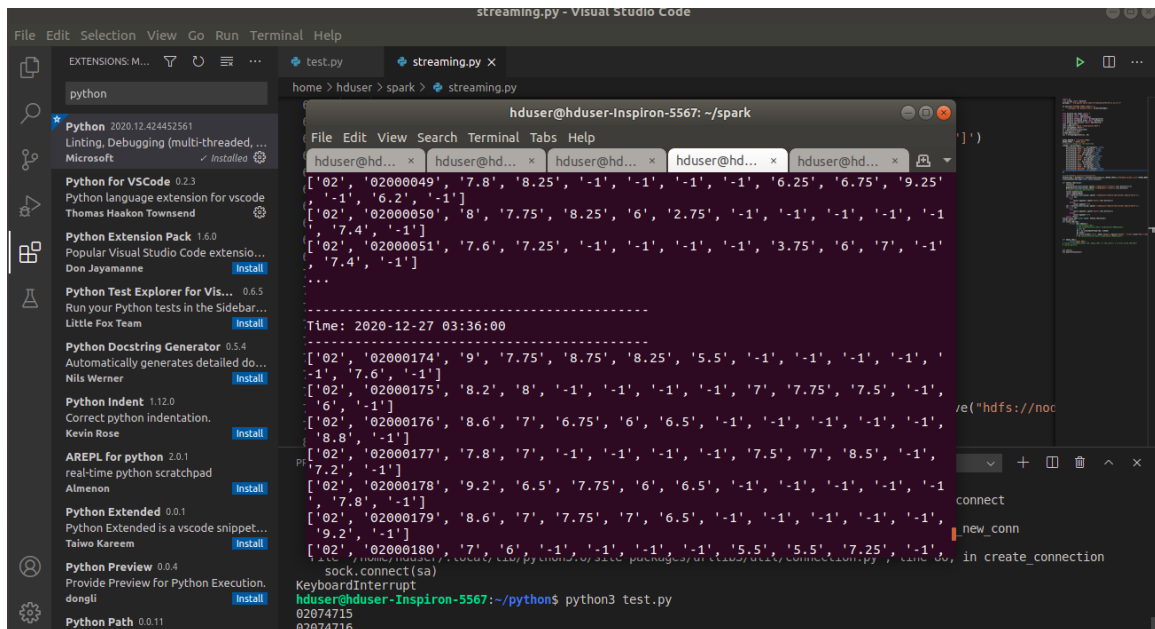 streaming.py - Visual Studio Code
File Edit Selection View Go Run Terminal Help
EXTENSIONS: M...
python
Python 2020.12.424452561
Linting, Debugging (multi-threaded, ...
Microsoft ✓ Installed
Python for VSCode 0.2.3
Python language extension for vscode
Thomas Haakon Townsend
Python Extension Pack 1.6.0
Popular Visual Studio Code extensio...
Don Jayamanne Install
Python Test Explorer for Vis... 0.6.5
Run your Python tests in the Sidebar...
Little Fox Team Install
Python Docstring Generator 0.5.4
Automatically generates detailed do...
Nils Werner Install
Python Indent 1.12.0
Correct python indentation.
Kevin Rose Install
AREPL for python 2.0.1
real-time python scratchpad
Almenon Install
Python Extended 0.0.1
Python Extended is a vscode snippet...
Taiwo Kareem Install
Python Preview 0.0.4
Provide Preview for Python Execution.
dongli Install
Python Path 0.0.11
test.py streaming.py ×
home > hduser > spark > streaming.py
']')
ve("hdfs://noc
hduser@hduser-Inspiron-5567: ~/spark
File Edit View Search Terminal Tabs Help
hduser@hd... × hduser@hd... × hduser@hd... × hduser@hd... × hduser@hd... ×
['02', '02000049', '7.8', '8.25', '-1', '-1', '-1', '-1', '6.25', '6.75', '9.25'
, '-1', '6.2', '-1']
['02', '02000050', '8', '7.75', '8.25', '6', '2.75', '-1', '-1', '-1', '-1', '-1
', '7.4', '-1']
['02', '02000051', '7.6', '7.25', '-1', '-1', '-1', '-1', '3.75', '6', '7', '-1'
, '7.4', '-1']
...
-------------------------------------------
Time: 2020-12-27 03:36:00
-------------------------------------------
['02', '02000174', '9', '7.75', '8.75', '8.25', '5.5', '-1', '-1', '-1', '-1', '
-1', '7.6', '-1']
['02', '02000175', '8.2', '8', '-1', '-1', '-1', '-1', '7', '7.75', '7.5', '-1',
'6', '-1']
['02', '02000176', '8.6', '7', '6.75', '6', '6.5', '-1', '-1', '-1', '-1', '-1',
'8.8', '-1']
['02', '02000177', '7.8', '7', '-1', '-1', '-1', '-1', '7.5', '7', '8.5', '-1',
'7.2', '-1']
['02', '02000178', '9.2', '6.5', '7.75', '6', '6.5', '-1', '-1', '-1', '-1', '-1
', '7.8', '-1']
['02', '02000179', '8.6', '7', '7.75', '7', '6.5', '-1', '-1', '-1', '-1', '-1',
'9.2', '-1']
['02', '02000180', '7', '6', '-1', '-1', '-1', '-1', '5.5', '5.5', '7.25', '-1',
connect
_new_conn
in create_connection
sock.connect(sa)
KeyboardInterrupt
hduser@hduser-Inspiron-5567:~/python$ python3 test.py
02074715
02074716